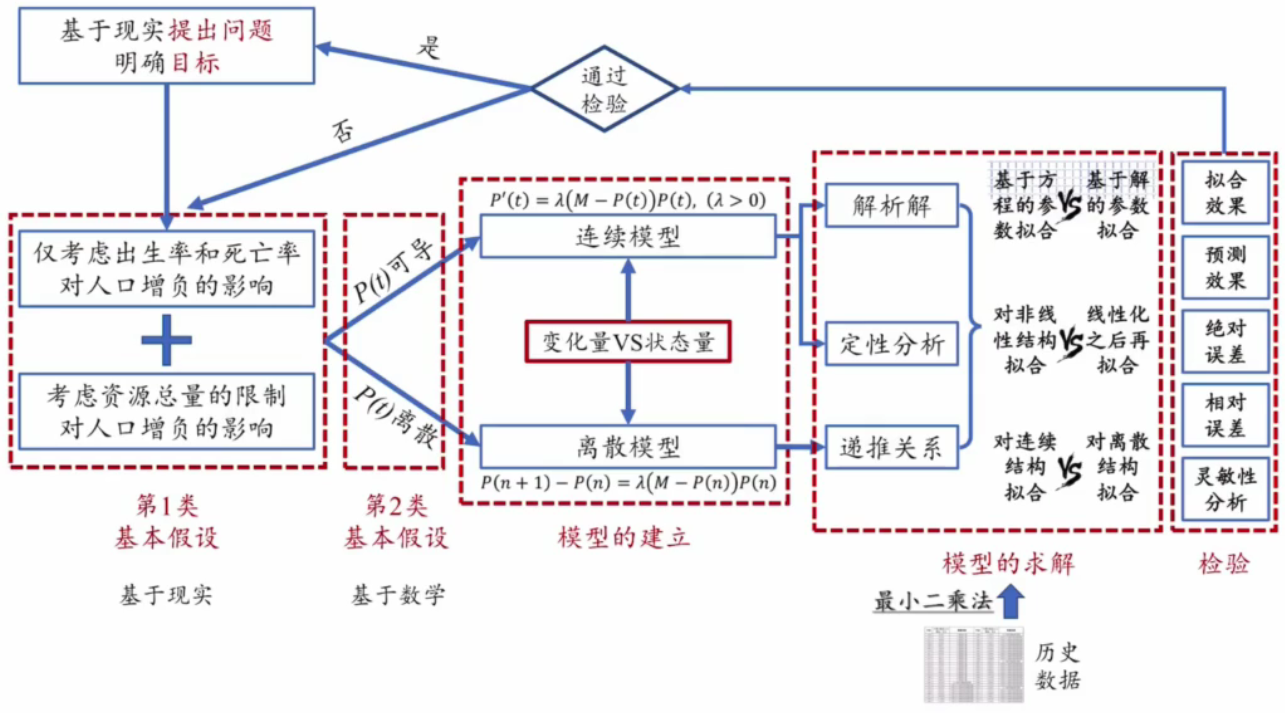 基于现实提出问题
明确目标
是
否
通过
检验
仅考虑出生率和死亡率
对人口增负的影响
考虑资源总量的限制
对人口增负的影响
第1类
基本假设
基于现实
P(t)可导
P(t)离散
第2类
基本假设
基于数学
P′(t) = λ(M − P(t))P(t), (λ > 0)
连续模型
变化量VS状态量
离散模型
P(n + 1) − P(n) = λ(M − P(n))P(n)
模型的建立
解析解
定性分析
递推关系
基于方
程的参
数拟合
VS
基于解
的参数
拟合
对非线
性结构
拟合
VS
线性化
之后再
拟合
对连续
结构
拟合
VS
对离散
结构
拟合
模型的求解
最小二乘法
历史
数据
拟合
效果
预测
效果
绝对
误差
相对
误差
灵敏性
分析
检验